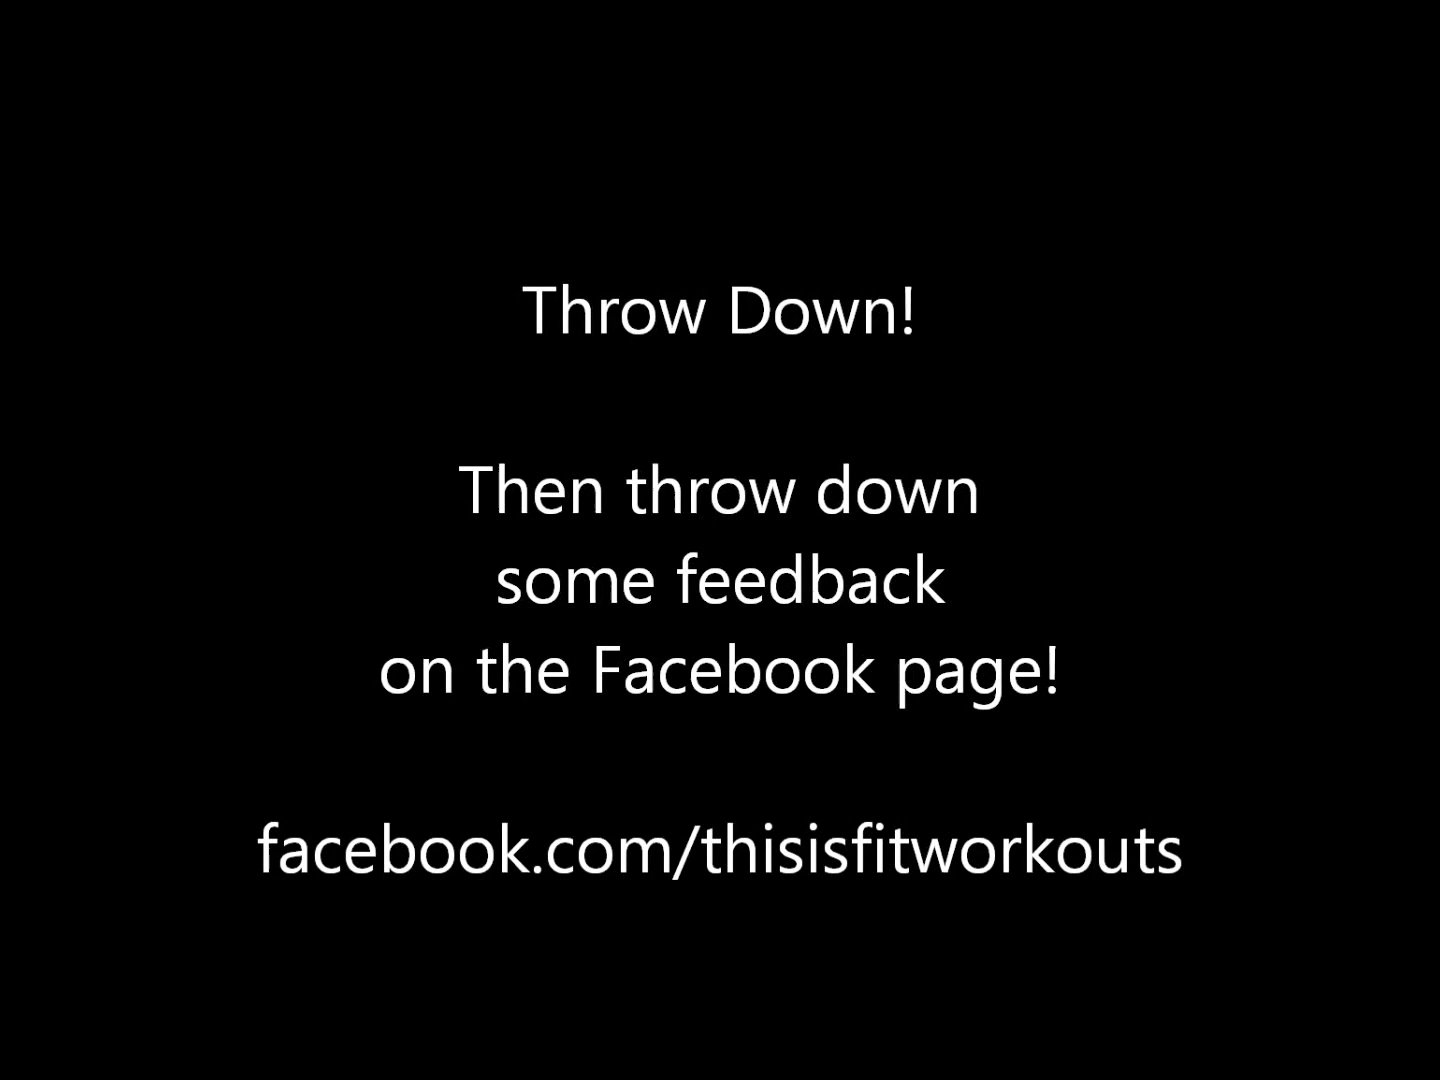 Throw Down!
Then throw down
some feedback
on the Facebook page!
facebook.com/thisisfitworkouts